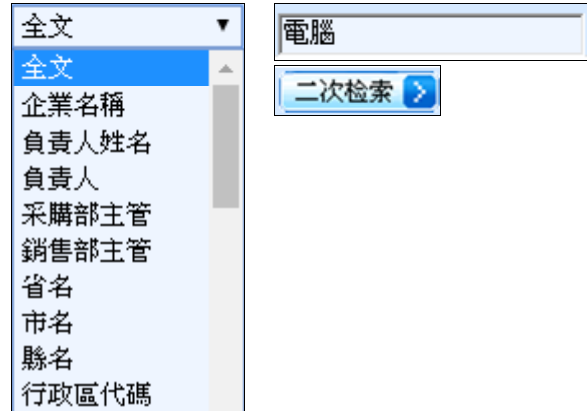 全文
全文
企業名稱
負責人姓名
負責人
采購部主管
銷售部主管
省名
市名
縣名
行政區代碼
電腦
二次检索